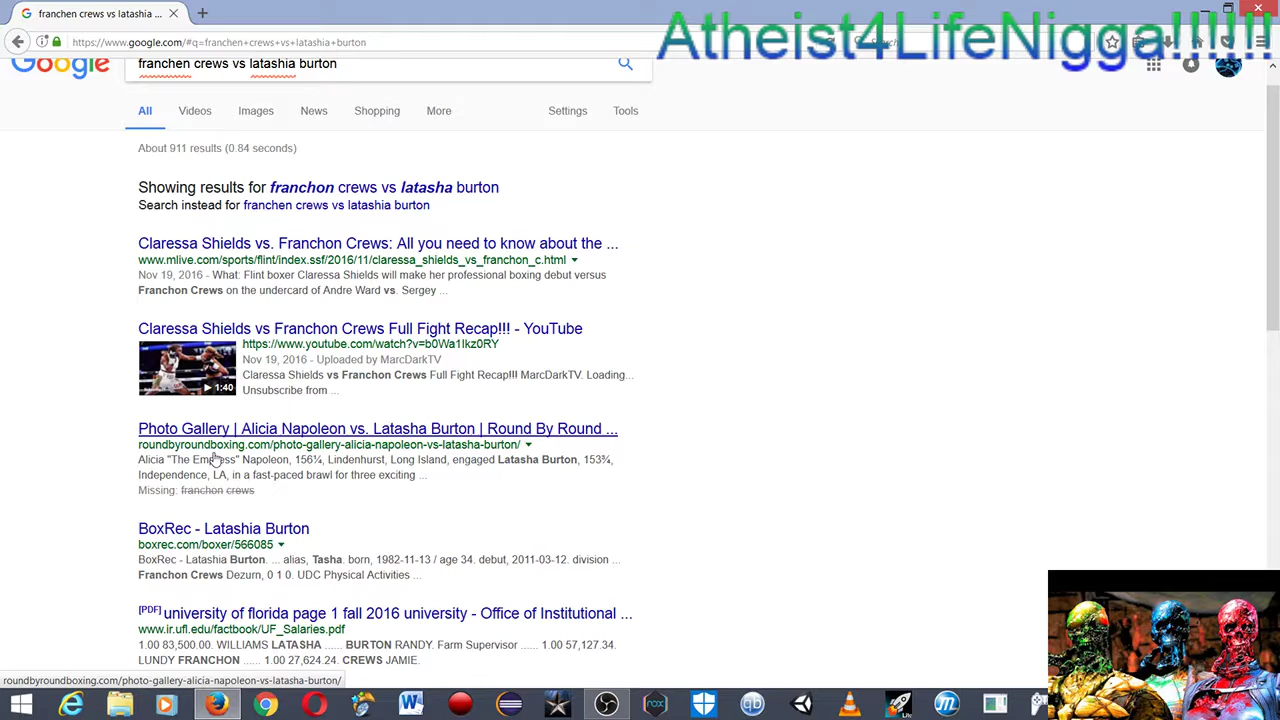 franchen crews vs latashia ...
https://www.google.com/#q=franchen+crews+vs+latashia+burton
Search
Atheist4LifeNigga!!!!!!
Google
franchen crews vs latashia burton
All Videos Images News Shopping More Settings Tools
About 911 results (0.84 seconds)
Showing results for franchon crews vs latasha burton
Search instead for franchen crews vs latashia burton
Claressa Shields vs. Franchon Crews: All you need to know about the ...
www.mlive.com/sports/flint/index.ssf/2016/11/claressa_shields_vs_franchon_c.html
Nov 19, 2016 - What: Flint boxer Claressa Shields will make her professional boxing debut versus
Franchon Crews on the undercard of Andre Ward vs. Sergey ...
Claressa Shields vs Franchon Crews Full Fight Recap!!! - YouTube
https://www.youtube.com/watch?v=b0Wa1Ikz0RY
Nov 19, 2016 - Uploaded by MarcDarkTV
Claressa Shields vs Franchon Crews Full Fight Recap!!! MarcDarkTV. Loading...
Unsubscribe from ...
1:40
Photo Gallery | Alicia Napoleon vs. Latasha Burton | Round By Round ...
roundbyroundboxing.com/photo-gallery-alicia-napoleon-vs-latasha-burton/
Alicia "The Empress" Napoleon, 156¼, Lindenhurst, Long Island, engaged Latasha Burton, 153¾,
Independence, LA, in a fast-paced brawl for three exciting ...
Missing: franchon crews
BoxRec - Latashia Burton
boxrec.com/boxer/566085
BoxRec - Latashia Burton. ... alias, Tasha. born, 1982-11-13 / age 34. debut, 2011-03-12. division ...
Franchon Crews Dezurn, 0 1 0. UDC Physical Activities ...
[PDF] university of florida page 1 fall 2016 university - Office of Institutional ...
www.ir.ufl.edu/factbook/UF_Salaries.pdf
1.00 83,500.00. WILLIAMS LATASHA ...... BURTON RANDY. Farm Supervisor ...... 1.00 57,127.34.
LUNDY FRANCHON ...... 1.00 27,624.24. CREWS JAMIE.
roundbyroundboxing.com/photo-gallery-alicia-napoleon-vs-latasha-burton/